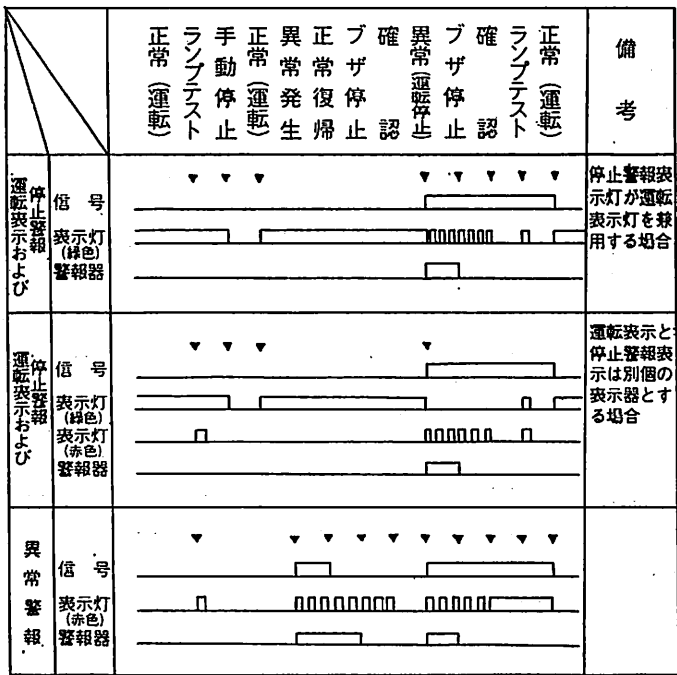 正常（運転）
ランプテスト
手動停止
正常（運転）
異常発生
正常復帰
ブザ停止
確認
異常（運転停止）
ブザ停止
確認
ランプテスト
正常（運転）
備考
運転表示および
停止警報
信号
表示灯
(緑色)
警報器
停止警報表
示灯が運転
表示灯を兼
用する場合
運転表示および
停止警報
信号
表示灯
(緑色)
表示灯
(赤色)
警報器
運転表示と
停止警報表
示は別個の
表示器とす
る場合
異常警報
信号
表示灯
(赤色)
警報器